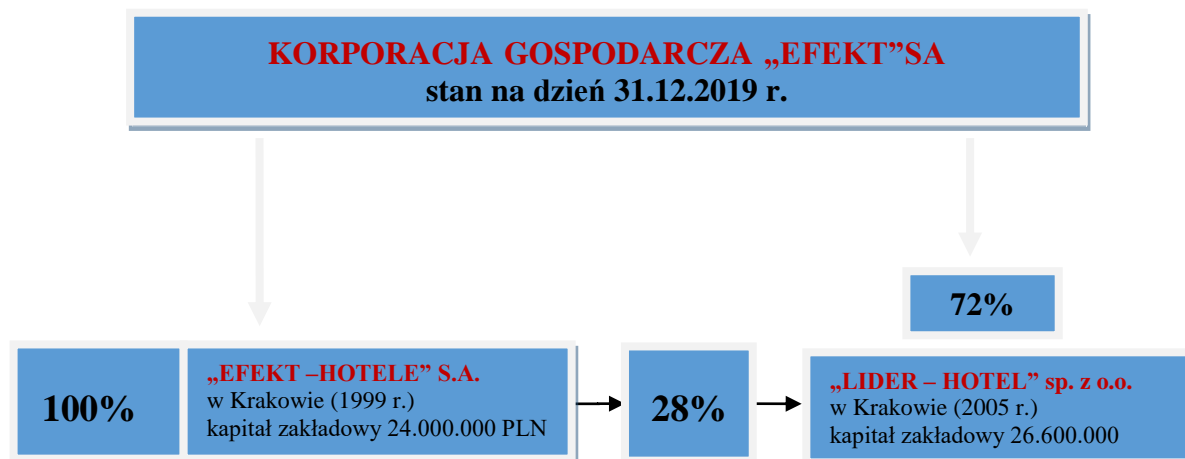 KORPORACJA GOSPODARCZA „EFEKT”SA
stan na dzień 31.12.2019 r.
72%
100%
„EFEKT –HOTELE” S.A.
w Krakowie (1999 r.)
kapitał zakładowy 24.000.000 PLN
28%
„LIDER – HOTEL” sp. z o.o.
w Krakowie (2005 r.)
kapitał zakładowy 26.600.000